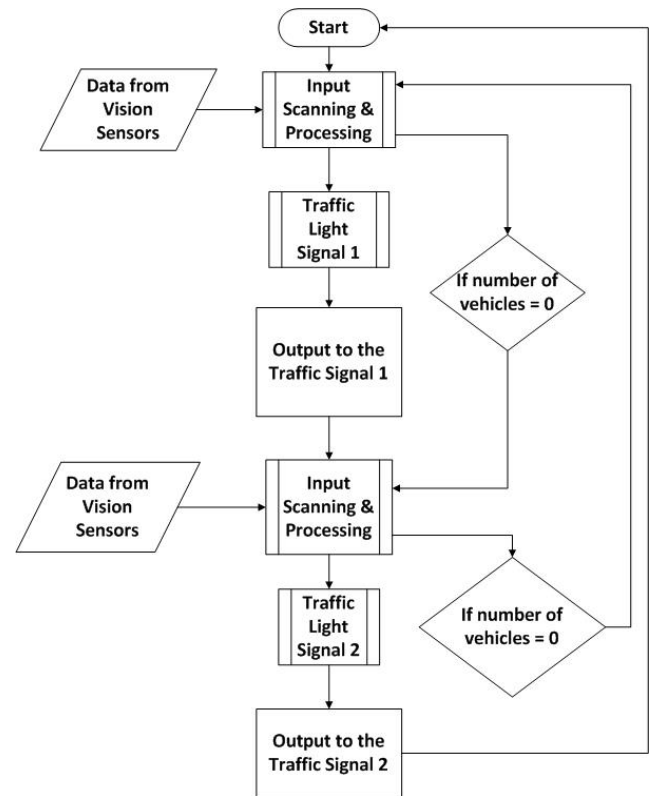 Start
Data from
Vision
Sensors
Input
Scanning &
Processing
Traffic
Light
Signal 1
If number of
vehicles = 0
Output to the
Traffic Signal 1
Data from
Vision
Sensors
Input
Scanning &
Processing
Traffic
Light
Signal 2
If number of
vehicles = 0
Output to the
Traffic Signal 2